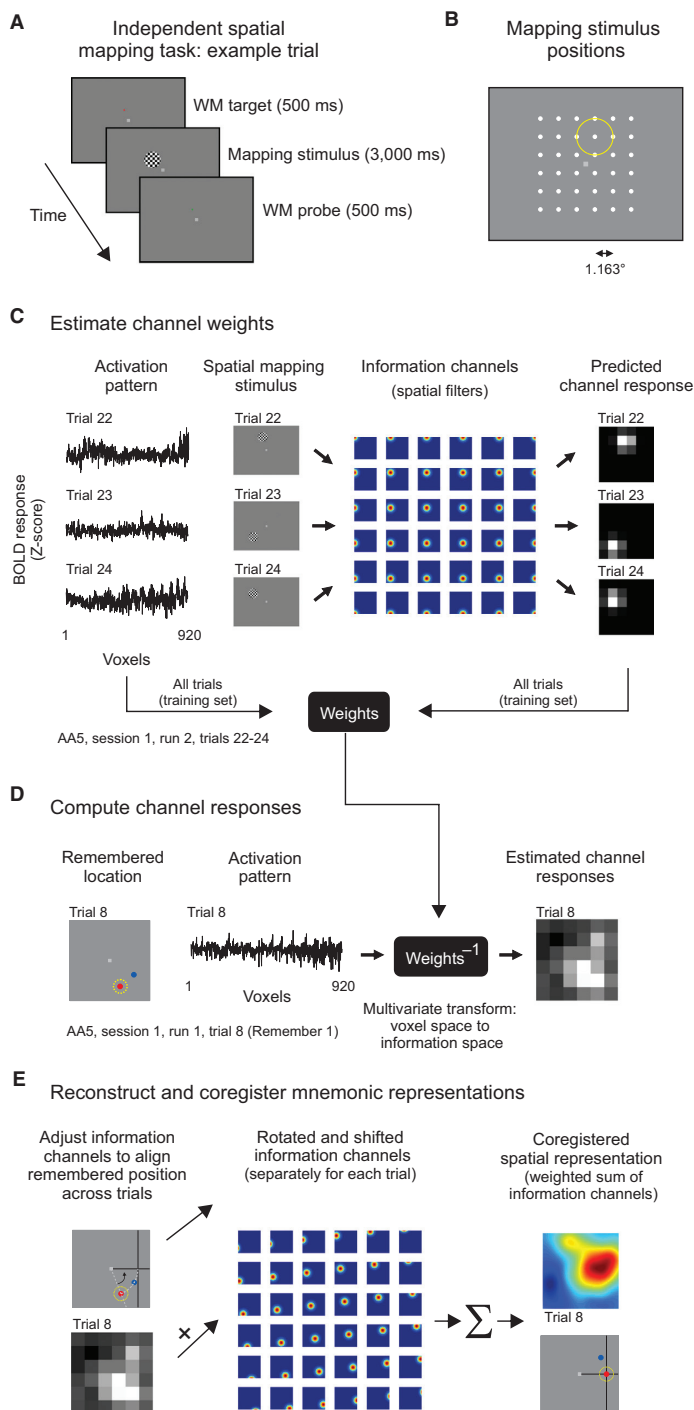 A
Independent spatial
mapping task: example trial
WM target (500 ms)
Mapping stimulus (3,000 ms)
WM probe (500 ms)
Time
B
Mapping stimulus
positions
1.163°
C Estimate channel weights
Activation
pattern
Spatial mapping
stimulus
Information channels
(spatial filters)
Predicted
channel response
BOLD response
(Z-score)
Trial 22
Trial 22
Trial 22
Trial 23
Trial 23
Trial 23
Trial 24
Trial 24
Trial 24
1 920
Voxels
All trials
(training set)
Weights
All trials
(training set)
AA5, session 1, run 2, trials 22-24
D Compute channel responses
Remembered
location
Activation
pattern
Estimated channel
responses
Trial 8
Trial 8
Trial 8
Weights–1
1 920
Voxels
Multivariate transform:
voxel space to
information space
AA5, session 1, run 1, trial 8 (Remember 1)
E Reconstruct and coregister mnemonic representations
Adjust information
channels to align
remembered position
across trials
Rotated and shifted
information channels
(separately for each trial)
Coregistered
spatial representation
(weighted sum of
information channels)
Trial 8
×
Σ
Trial 8